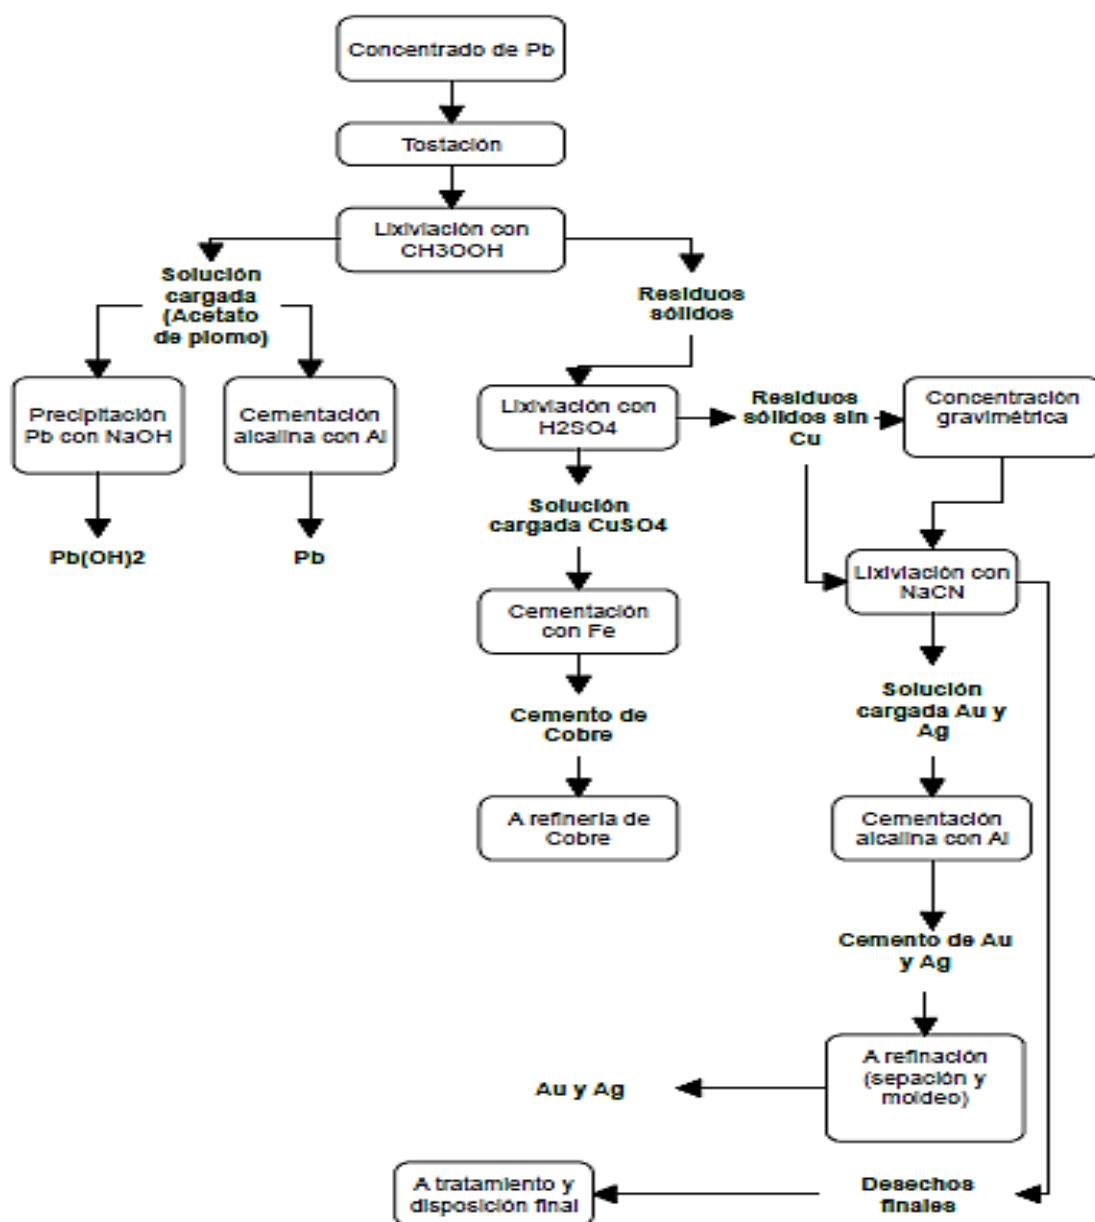 Concentrado de Pb
Tostación
Lixiviación con
CH3OOH
Solución
cargada
(Acetato
de plomo)
Residuos
sólidos
Precipitación
Pb con NaOH
Cementación
alcalina con Al
Lixiviación con
H2SO4
Residuos
sólidos sin
Cu
Concentración
gravimétrica
Pb(OH)2
Pb
Solución
cargada CuSO4
Lixiviación con
NaCN
Cementación
con Fe
Solución
cargada Au y
Ag
Cemento de
Cobre
A refineria de
Cobre
Cementación
alcalina con Al
Cemento de Au
y Ag
A refinación
(sepación y
moldeo)
Au y Ag
A tratamiento y
disposición final
Desechos
finales